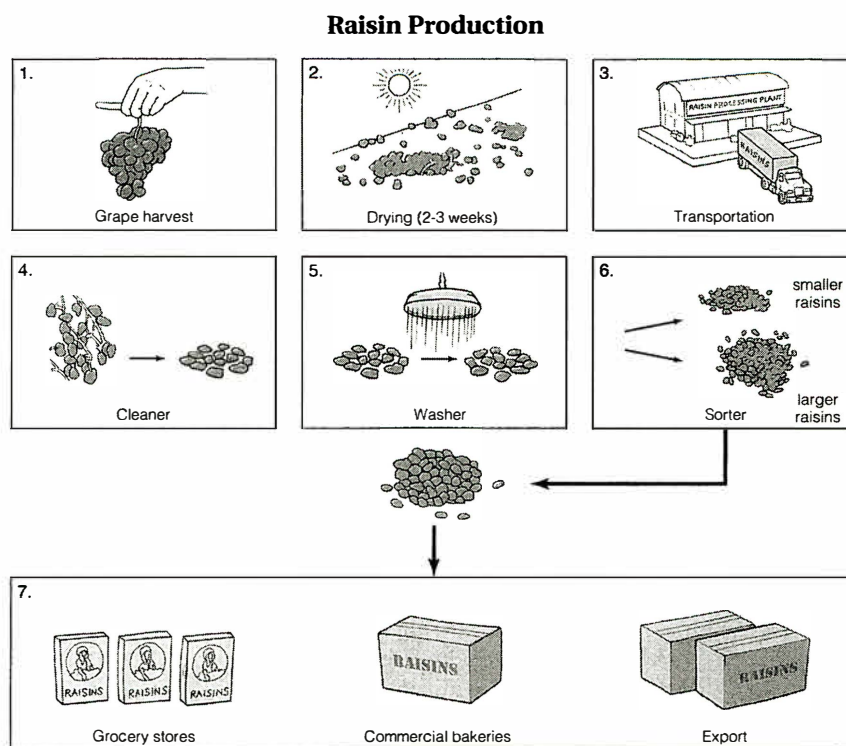 Raisin Production
1.
Grape harvest
2.
Drying (2-3 weeks)
3.
RAISIN PROCESSING PLANT
RAISINS
Transportation
4.
Cleaner
5.
Washer
6.
smaller
raisins
larger
raisins
Sorter
7.
RAISINS
RAISINS
RAISINS
Grocery stores
RAISINS
Commercial bakeries
RAISINS
Export